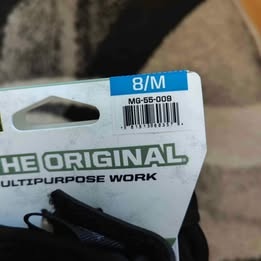 8/M
MG-55-009
THE ORIGINAL
MULTIPURPOSE WORK